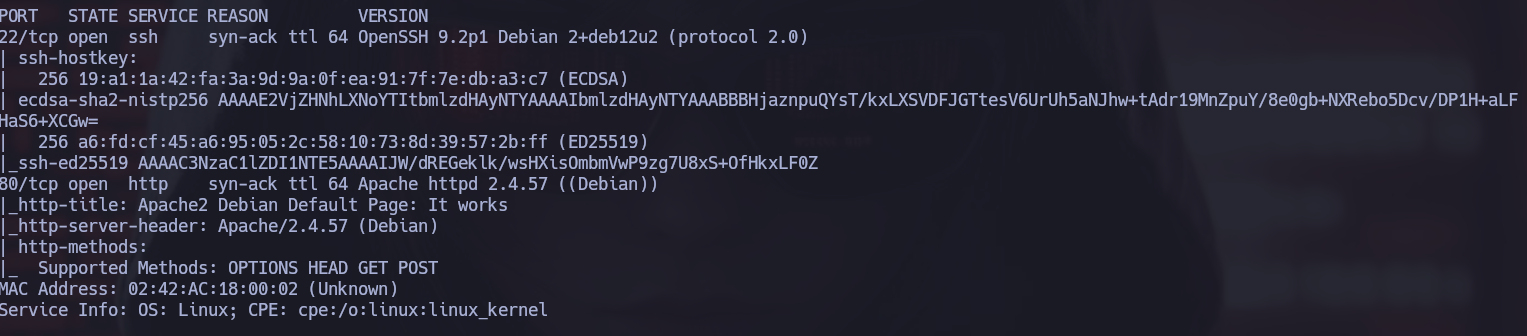 PORT   STATE SERVICE REASON         VERSION
22/tcp open  ssh     syn-ack ttl 64 OpenSSH 9.2p1 Debian 2+deb12u2 (protocol 2.0)
| ssh-hostkey:
|   256 19:a1:1a:42:fa:3a:9d:9a:0f:ea:91:7f:7e:db:a3:c7 (ECDSA)
| ecdsa-sha2-nistp256 AAAAE2VjZHNhLXNoYTItbmlzdHAyNTYAAAAIbmlzdHAyNTYAAABBBHjaznpuQYsT/kxLXSVDFJGTtesV6UrUh5aNJhw+tAdr19MnZpuY/8e0gb+NXRebo5Dcv/DP1H+aLF
HaS6+XCGw=
|   256 a6:fd:cf:45:a6:95:05:2c:58:10:73:8d:39:57:2b:ff (ED25519)
|_ssh-ed25519 AAAAC3NzaC1lZDI1NTE5AAAAIJW/dREGeklk/wsHXisOmbmVwP9zg7U8xS+OfHkxLF0Z
80/tcp open  http    syn-ack ttl 64 Apache httpd 2.4.57 ((Debian))
|_http-title: Apache2 Debian Default Page: It works
|_http-server-header: Apache/2.4.57 (Debian)
| http-methods:
|_  Supported Methods: OPTIONS HEAD GET POST
MAC Address: 02:42:AC:18:00:02 (Unknown)
Service Info: OS: Linux; CPE: cpe:/o:linux:linux_kernel